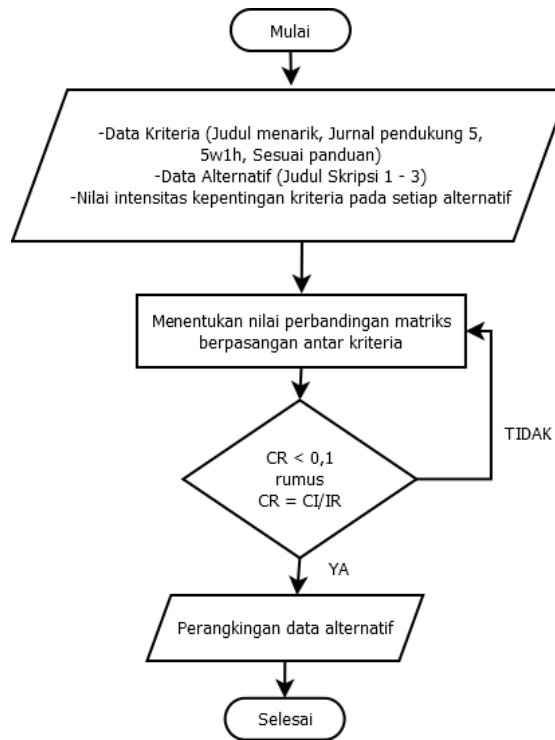 Mulai
-Data Kriteria (Judul menarik, Jurnal pendukung 5,
5w1h, Sesuai panduan)
-Data Alternatif (Judul Skripsi 1 - 3)
-Nilai intensitas kepentingan kriteria pada setiap alternatif
Menentukan nilai perbandingan matriks
berpasangan antar kriteria
TIDAK
CR < 0,1
rumus
CR = CI/IR
YA
Perangkingan data alternatif
Selesai